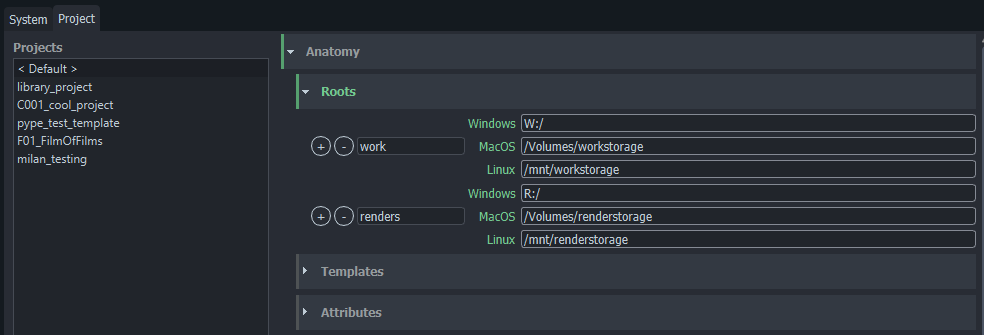 System Project
Projects
< Default >
library_project
C001_cool_project
pype_test_template
F01_FilmOfFilms
milan_testing
Anatomy
Roots
Windows W:/
+ - work MacOS /Volumes/workstorage
Linux /mnt/workstorage
Windows R:/
+ - renders MacOS /Volumes/renderstorage
Linux /mnt/renderstorage
Templates
Attributes